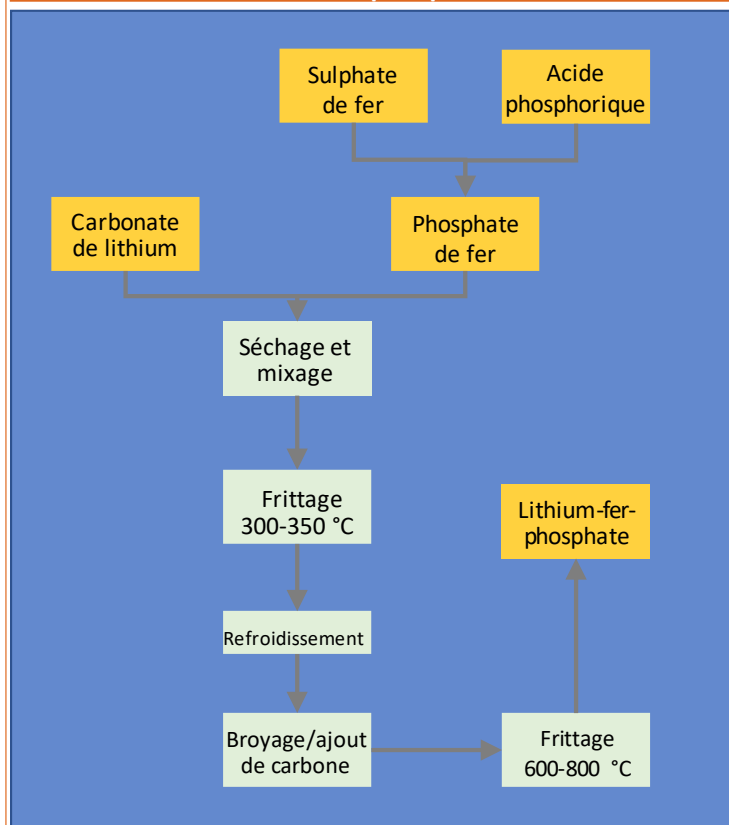 Sulphate
de fer
Acide
phosphorique
Carbonate
de lithium
Phosphate
de fer
Séchage et
mixage
Frittage
300-350 °C
Lithium-fer-
phosphate
Refroidissement
Broyage/ajout
de carbone
Frittage
600-800 °C